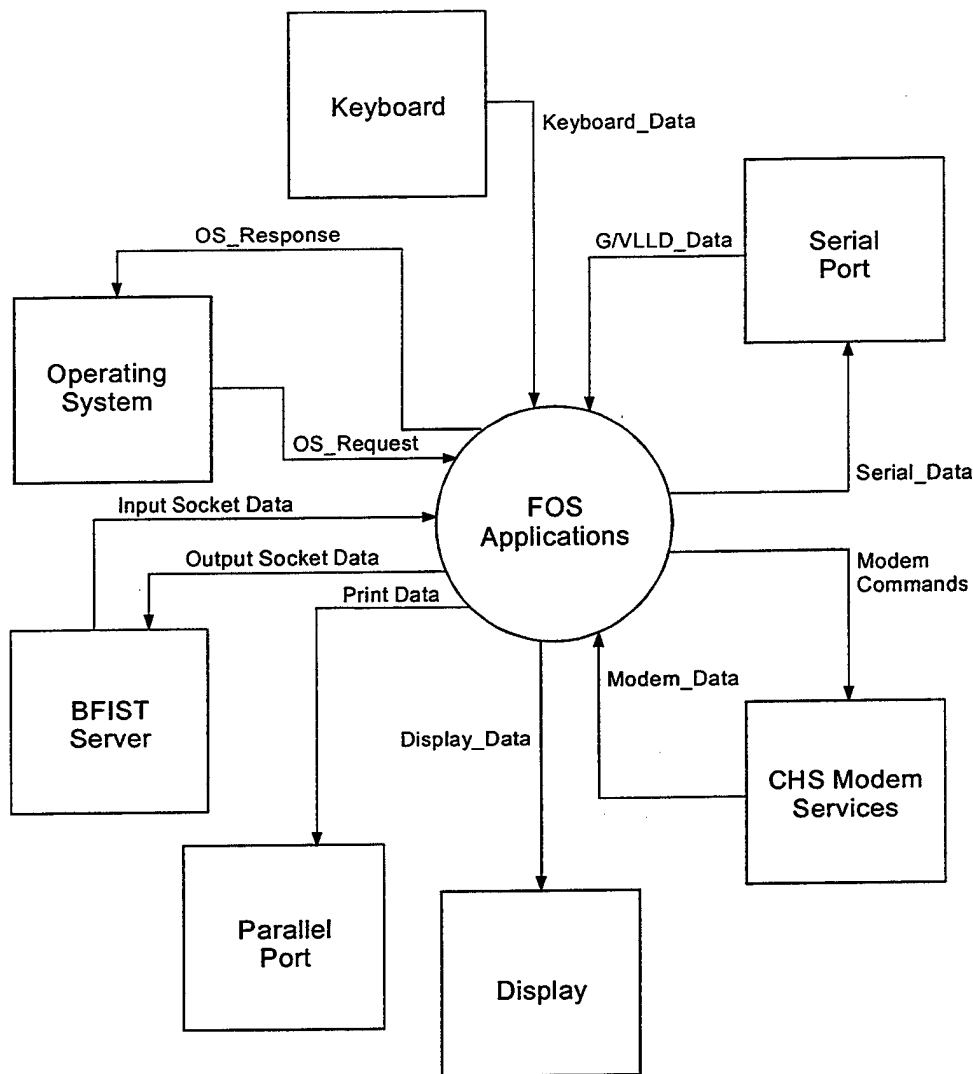 Keyboard
Keyboard_Data
OS_Response
G/VLLD_Data
Serial
Port
Operating
System
OS_Request
Serial_Data
Input Socket Data
FOS
Applications
Output Socket Data
Modem
Commands
Print Data
Modem_Data
BFIST
Server
Display_Data
CHS Modem
Services
Parallel
Port
Display